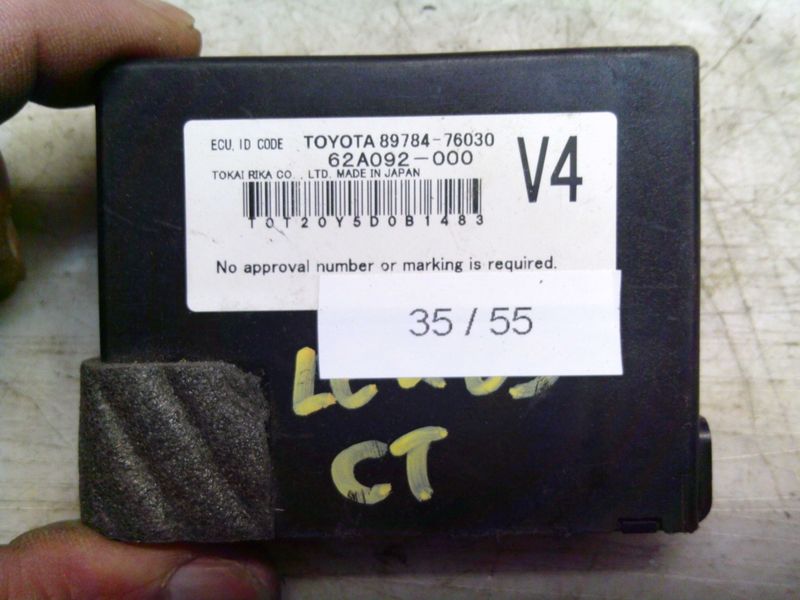 ECU, ID CODE TOYOTA 89784-76030
62A092-000
V4
TOKAI RIKA CO., LTD. MADE IN JAPAN
T0T20Y5D0B1483
No approval number or marking is required.
35 / 55
CT